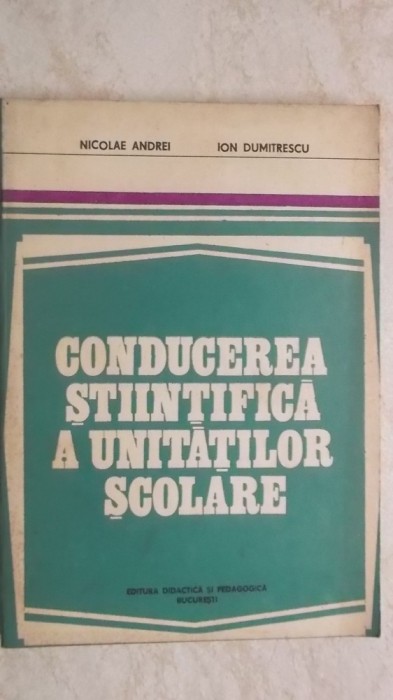 NICOLAE ANDREI ION DUMITRESCU
CONDUCEREA
ȘTIINȚIFICĂ
A UNITĂȚILOR
ȘCOLARE
EDITURA DIDACTICĂ ȘI PEDAGOGICĂ
BUCUREȘTI